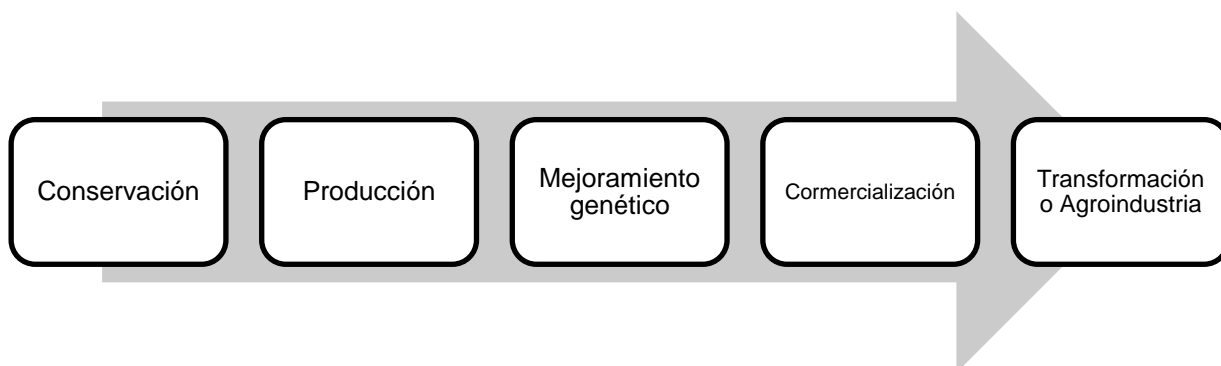 Conservación
Producción
Mejoramiento
genético
Cormercialización
Transformación
o Agroindustria